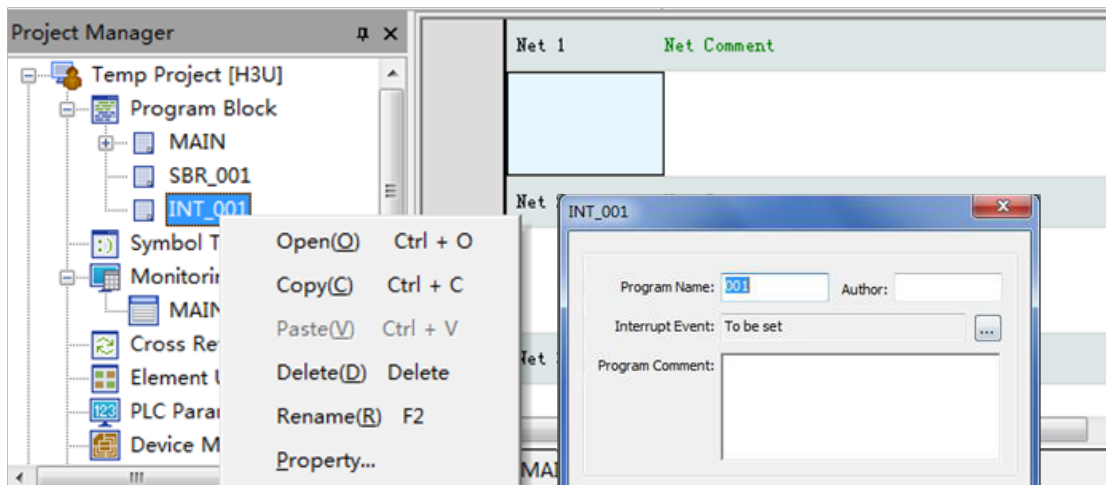 Project Manager
Temp Project [H3U]
Program Block
MAIN
SBR_001
INT_001
Symbol T
Monitorin
MAIN
Cross Re
Element U
PLC Paran
Device M
Open(O) Ctrl + O
Copy(C) Ctrl + C
Paste(V) Ctrl + V
Delete(D) Delete
Rename(R) F2
Property...
Net 1 Net Comment
Net
Net
MAI
INT_001
Program Name: 001 Author:
Interrupt Event: To be set ...
Program Comment: